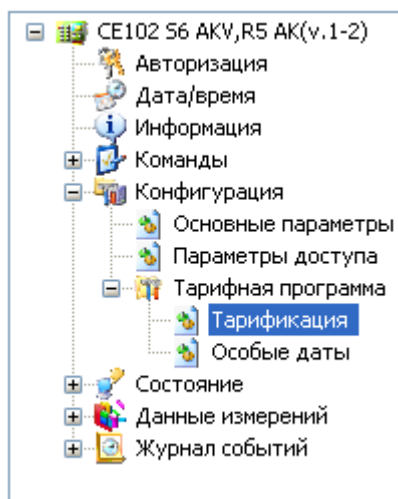 CE102 S6 AKV,R5 AK(v.1-2)
Авторизация
Дата/время
Информация
Команды
Конфигурация
Основные параметры
Параметры доступа
Тарифная программа
Тарификация
Особые даты
Состояние
Данные измерений
Журнал событий